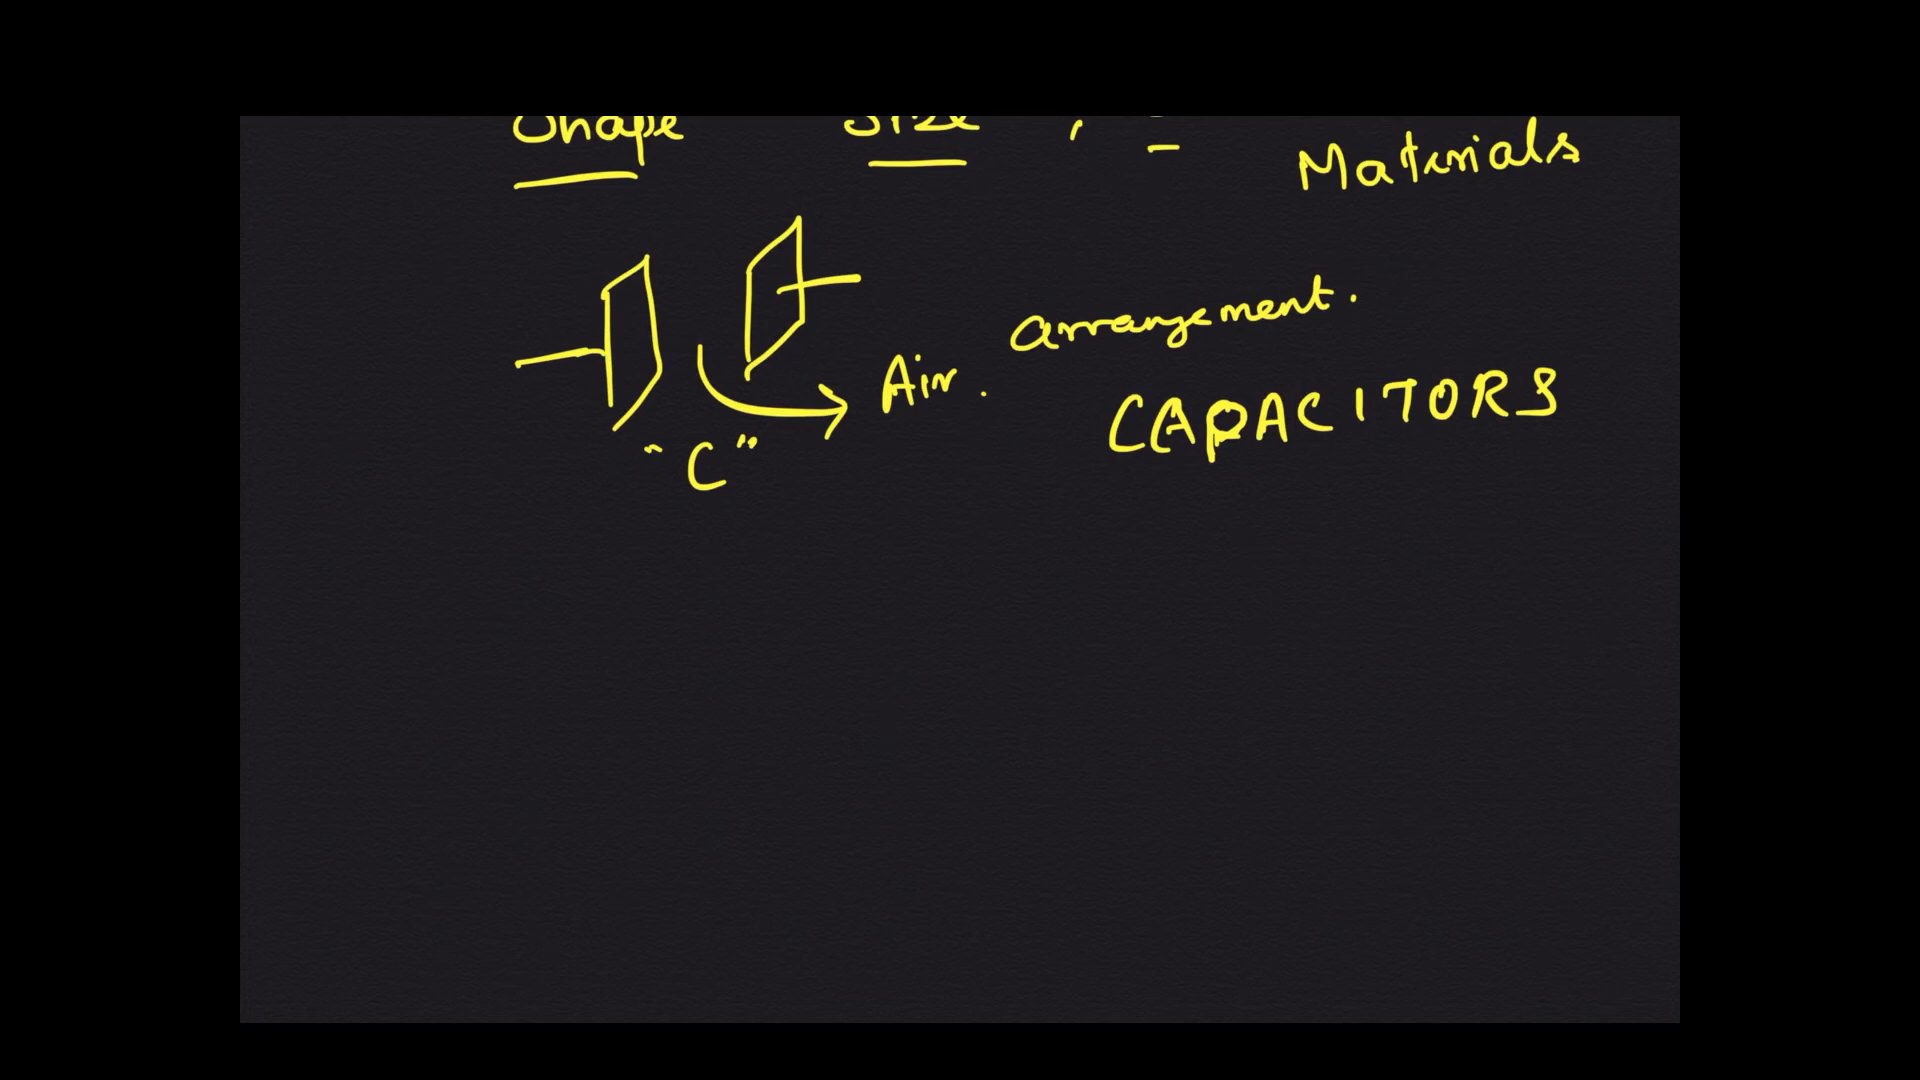 Shape Size , Materials
arrangement.
Air.
CAPACITORS
"C"